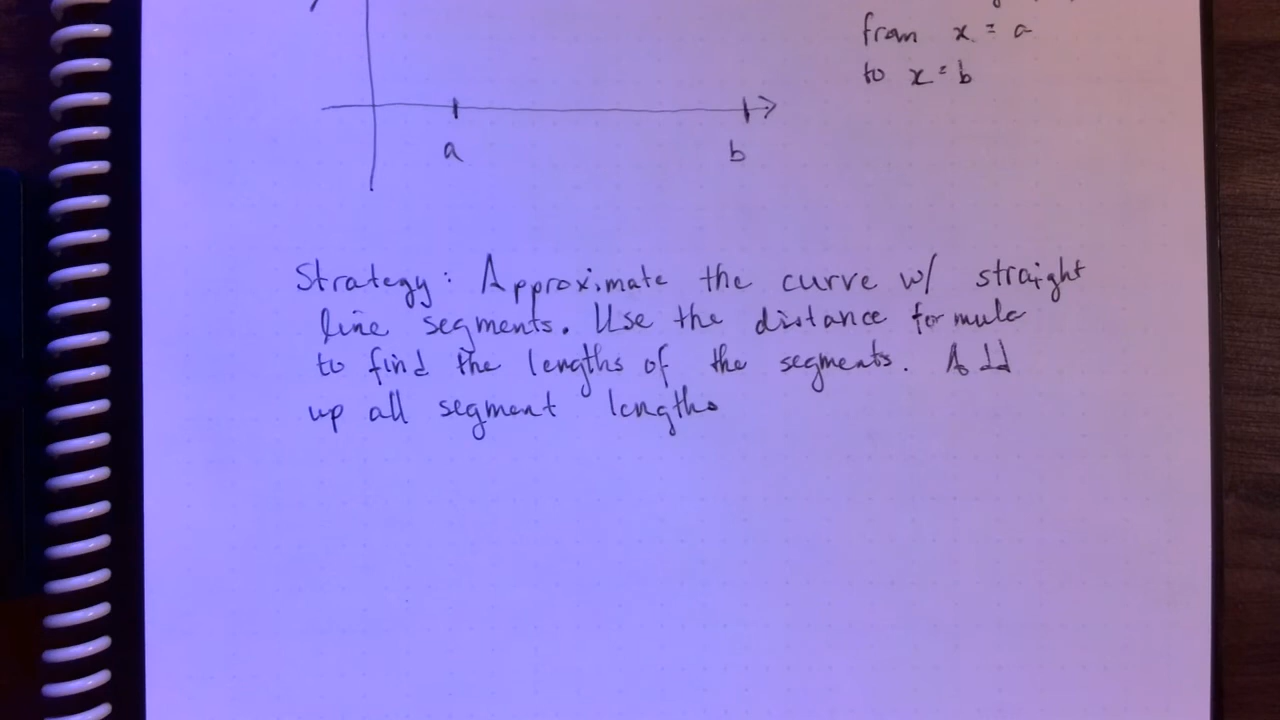 from x = a
to x = b
a
b
Strategy: Approximate the curve w/ straight
line segments. Use the distance formula
to find the lengths of the segments. Add
up all segment lengths